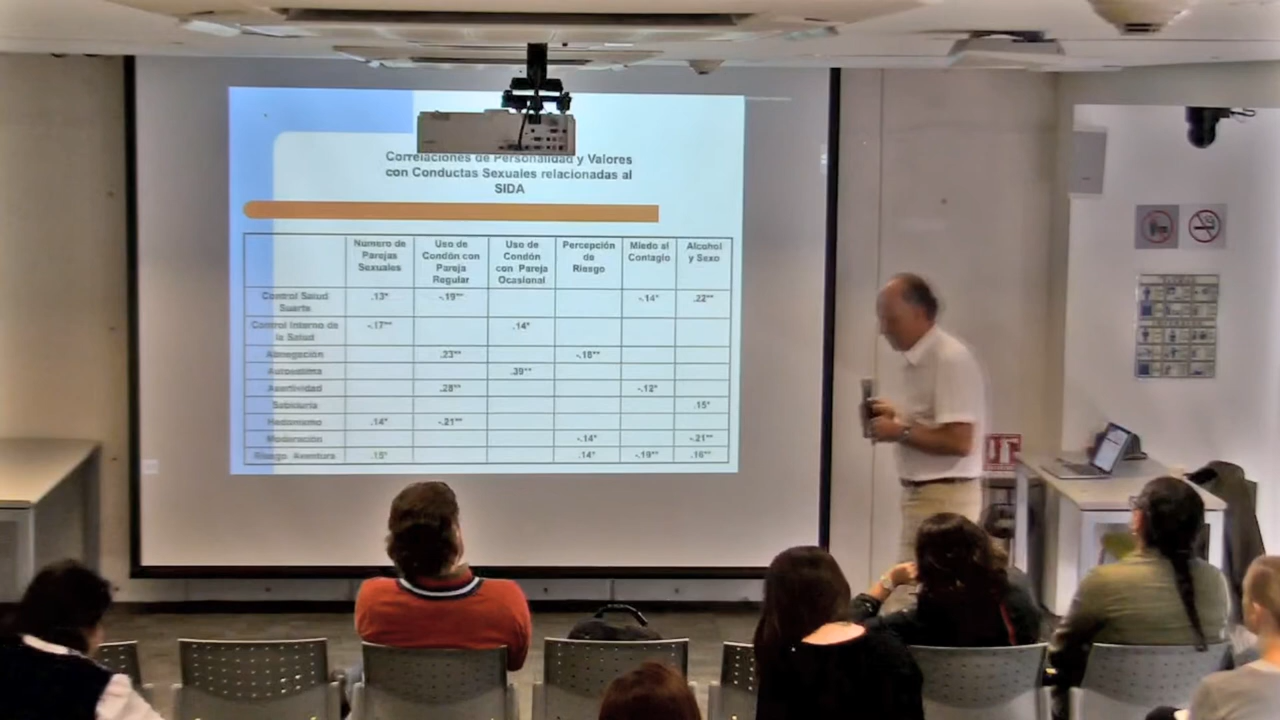 Correlaciones de Personalidad y Valores
con Conductas Sexuales relacionadas al
SIDA
Número de Parejas Sexuales
Uso de Condón con Pareja Regular
Uso de Condón con Pareja Ocasional
Percepción de Riesgo
Miedo al Contagio
Alcohol y Sexo
Control Salud Suerte .13* -.19** -.14* .22**
Control Interno de la Salud -.17** .14*
Abnegación .23** -.18**
Autoestima .39**
Asertividad .28** -.12*
Sabiduría .15*
Hedonismo .14* -.21**
Moderación -.14* -.21**
Riesgo Aventura .15* .14* -.19** .16**